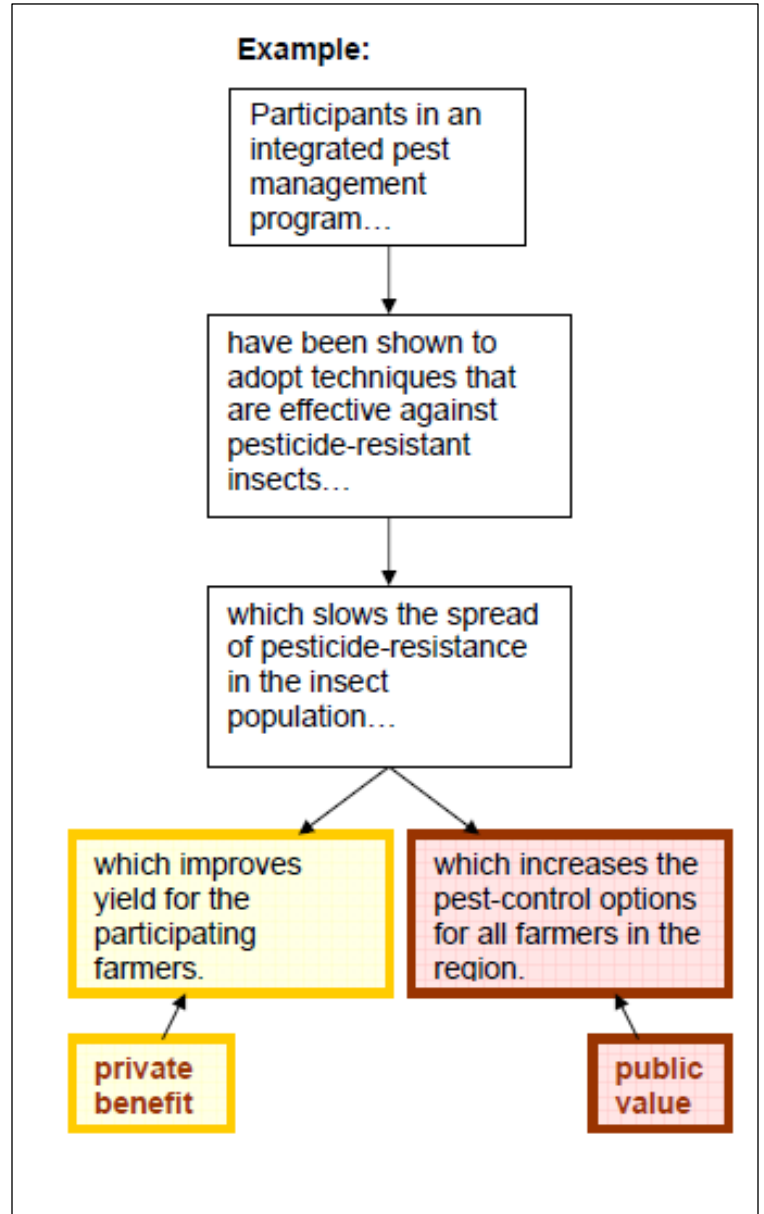 Example:
Participants in an
integrated pest
management
program…
have been shown to
adopt techniques that
are effective against
pesticide-resistant
insects…
which slows the spread
of pesticide-resistance
in the insect
population…
which improves
yield for the
participating
farmers.
which increases the
pest-control options
for all farmers in the
region.
private
benefit
public
value